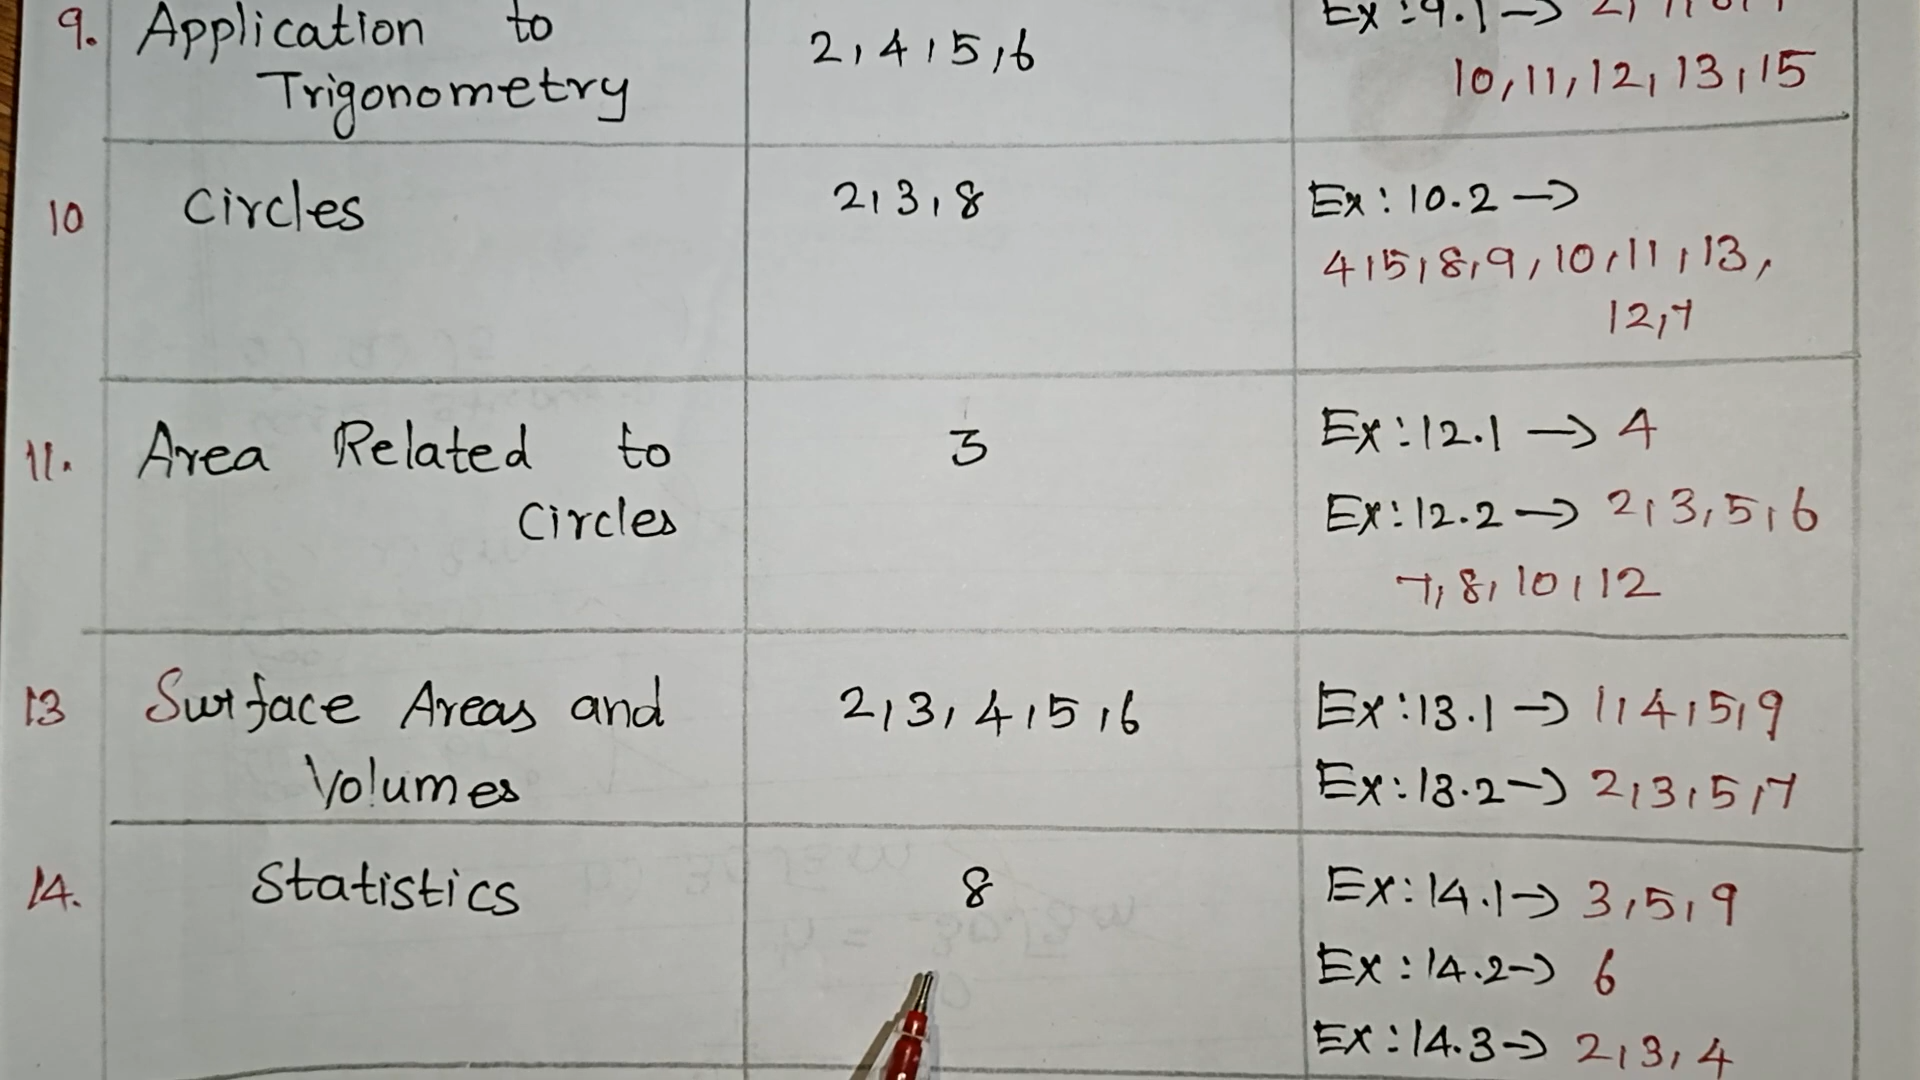 9. Application to
Trigonometry
2, 4, 5, 6
Ex: 9.1 →
10, 11, 12, 13, 15
10 Circles
2, 3, 8
Ex: 10.2 →
4, 5, 8, 9, 10, 11, 13,
12, 7
11. Area Related to
Circles
3
Ex: 12.1 → 4
Ex: 12.2 → 2, 3, 5, 6
7, 8, 10, 12
13 Surface Areas and
Volumes
2, 3, 4, 5, 6
Ex: 13.1 → 1, 4, 5, 9
Ex: 13.2 → 2, 3, 5, 7
14. Statistics
8
Ex: 14.1 → 3, 5, 9
Ex: 14.2 → 6
Ex: 14.3 → 2, 3, 4